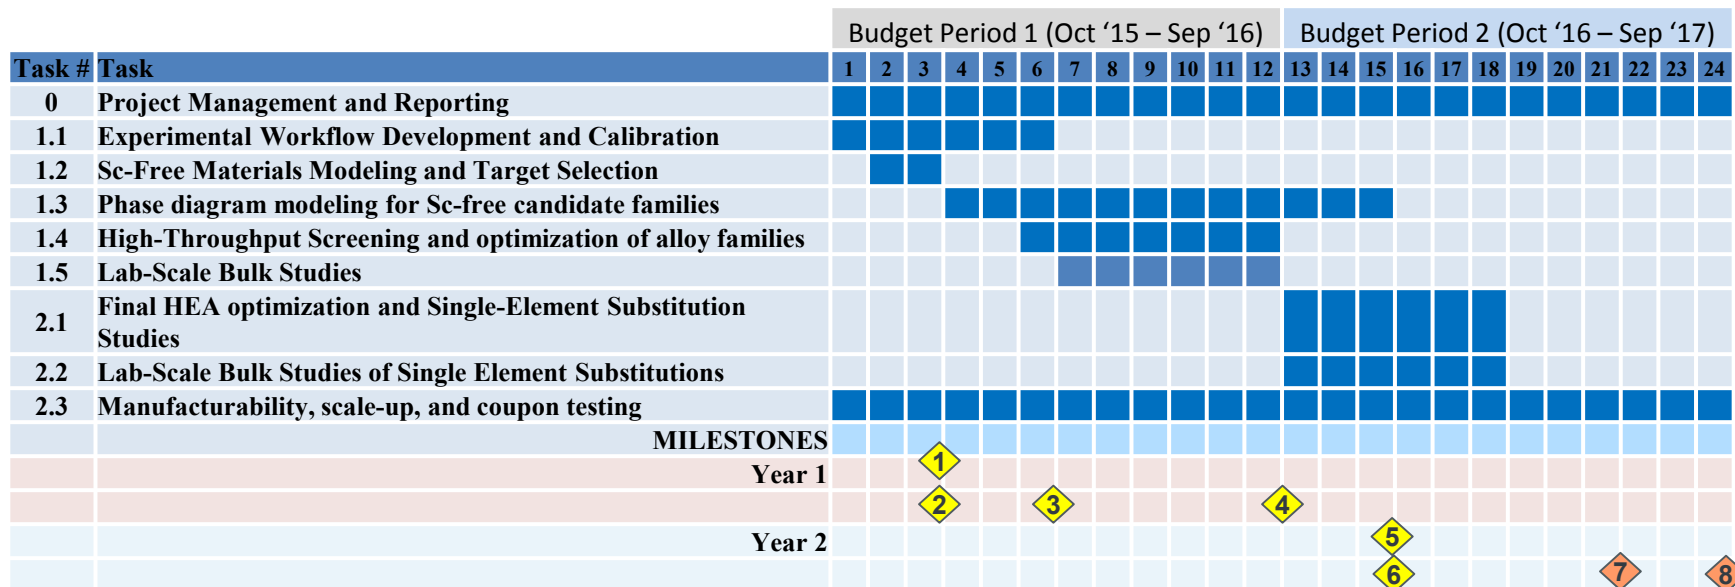 Budget Period 1 (Oct ‘15 – Sep ‘16) Budget Period 2 (Oct ‘16 – Sep ‘17)
Task # Task 1 2 3 4 5 6 7 8 9 10 11 12 13 14 15 16 17 18 19 20 21 22 23 24
0 Project Management and Reporting
1.1 Experimental Workflow Development and Calibration
1.2 Sc-Free Materials Modeling and Target Selection
1.3 Phase diagram modeling for Sc-free candidate families
1.4 High-Throughput Screening and optimization of alloy families
1.5 Lab-Scale Bulk Studies
2.1 Final HEA optimization and Single-Element Substitution
Studies
2.2 Lab-Scale Bulk Studies of Single Element Substitutions
2.3 Manufacturability, scale-up, and coupon testing
MILESTONES
Year 1 1
2 3 4
Year 2 5
6 7 8